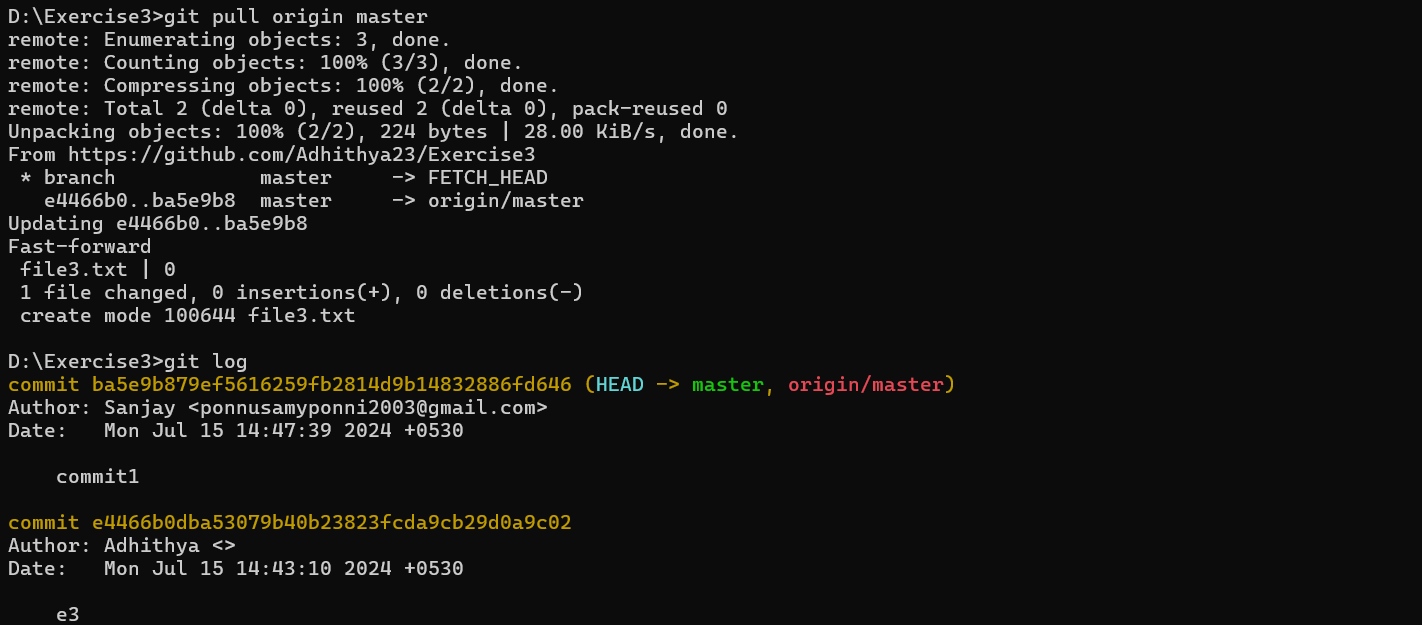 D:\Exercise3>git pull origin master
remote: Enumerating objects: 3, done.
remote: Counting objects: 100% (3/3), done.
remote: Compressing objects: 100% (2/2), done.
remote: Total 2 (delta 0), reused 2 (delta 0), pack-reused 0
Unpacking objects: 100% (2/2), 224 bytes | 28.00 KiB/s, done.
From https://github.com/Adhithya23/Exercise3
 * branch            master     -> FETCH_HEAD
   e4466b0..ba5e9b8  master     -> origin/master
Updating e4466b0..ba5e9b8
Fast-forward
 file3.txt | 0
 1 file changed, 0 insertions(+), 0 deletions(-)
 create mode 100644 file3.txt
D:\Exercise3>git log
commit ba5e9b879ef5616259fb2814d9b14832886fd646 (HEAD -> master, origin/master)
Author: Sanjay <ponnusamyponni2003@gmail.com>
Date:   Mon Jul 15 14:47:39 2024 +0530
    commit1
commit e4466b0dba53079b40b23823fcda9cb29d0a9c02
Author: Adhithya <>
Date:   Mon Jul 15 14:43:10 2024 +0530
    e3